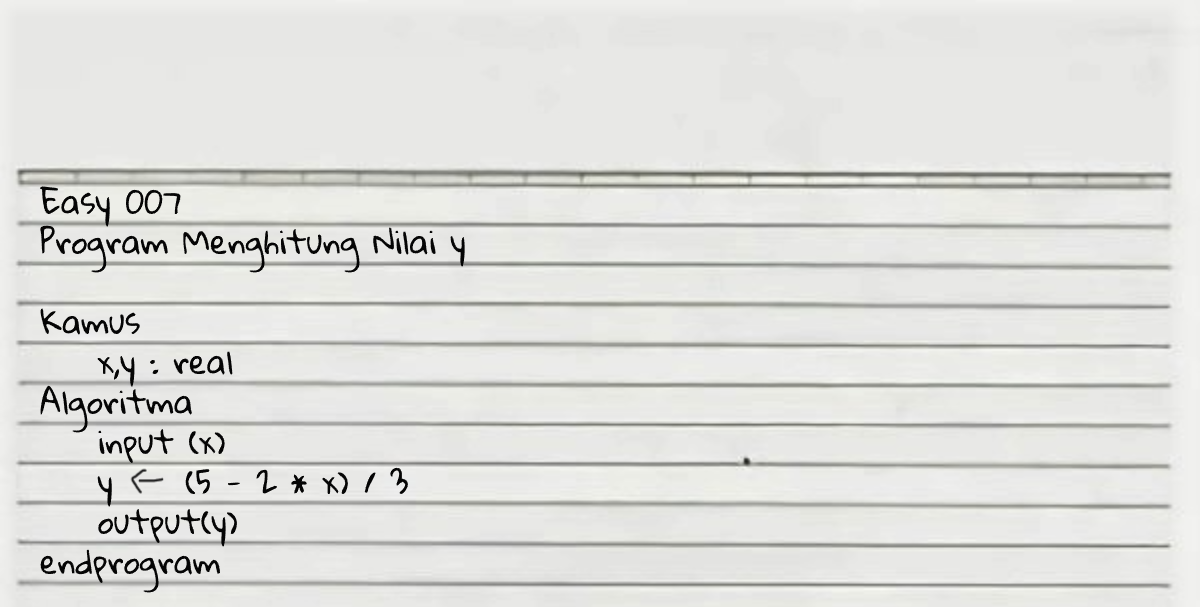 Easy 007
Program Menghitung Nilai y
Kamus
x,y : real
Algoritma
input (x)
y ← (5 - 2 * x) / 3
output(y)
endprogram